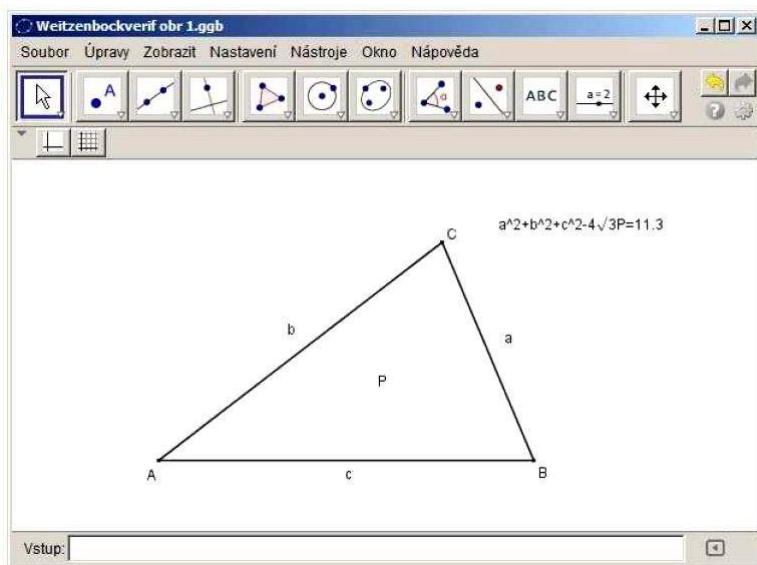 Weitzenbockverif obr 1.ggb
Soubor Úpravy Zobrazit Nastavení Nástroje Okno Nápověda
A
α
ABC
a=2
C
a^2+b^2+c^2-4√3P=11.3
b
a
P
A
c
B
Vstup: